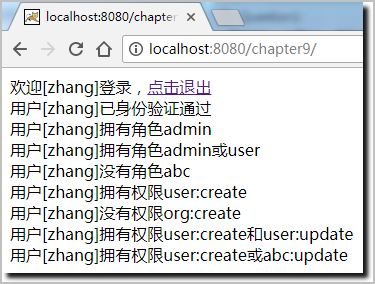 localhost:8080/chapter9/
localhost:8080/chapter9/
欢迎[zhang]登录，点击退出
用户[zhang]已身份验证通过
用户[zhang]拥有角色admin
用户[zhang]拥有角色admin或user
用户[zhang]没有角色abc
用户[zhang]拥有权限user:create
用户[zhang]没有权限org:create
用户[zhang]拥有权限user:create和user:update
用户[zhang]拥有权限user:create或abc:update